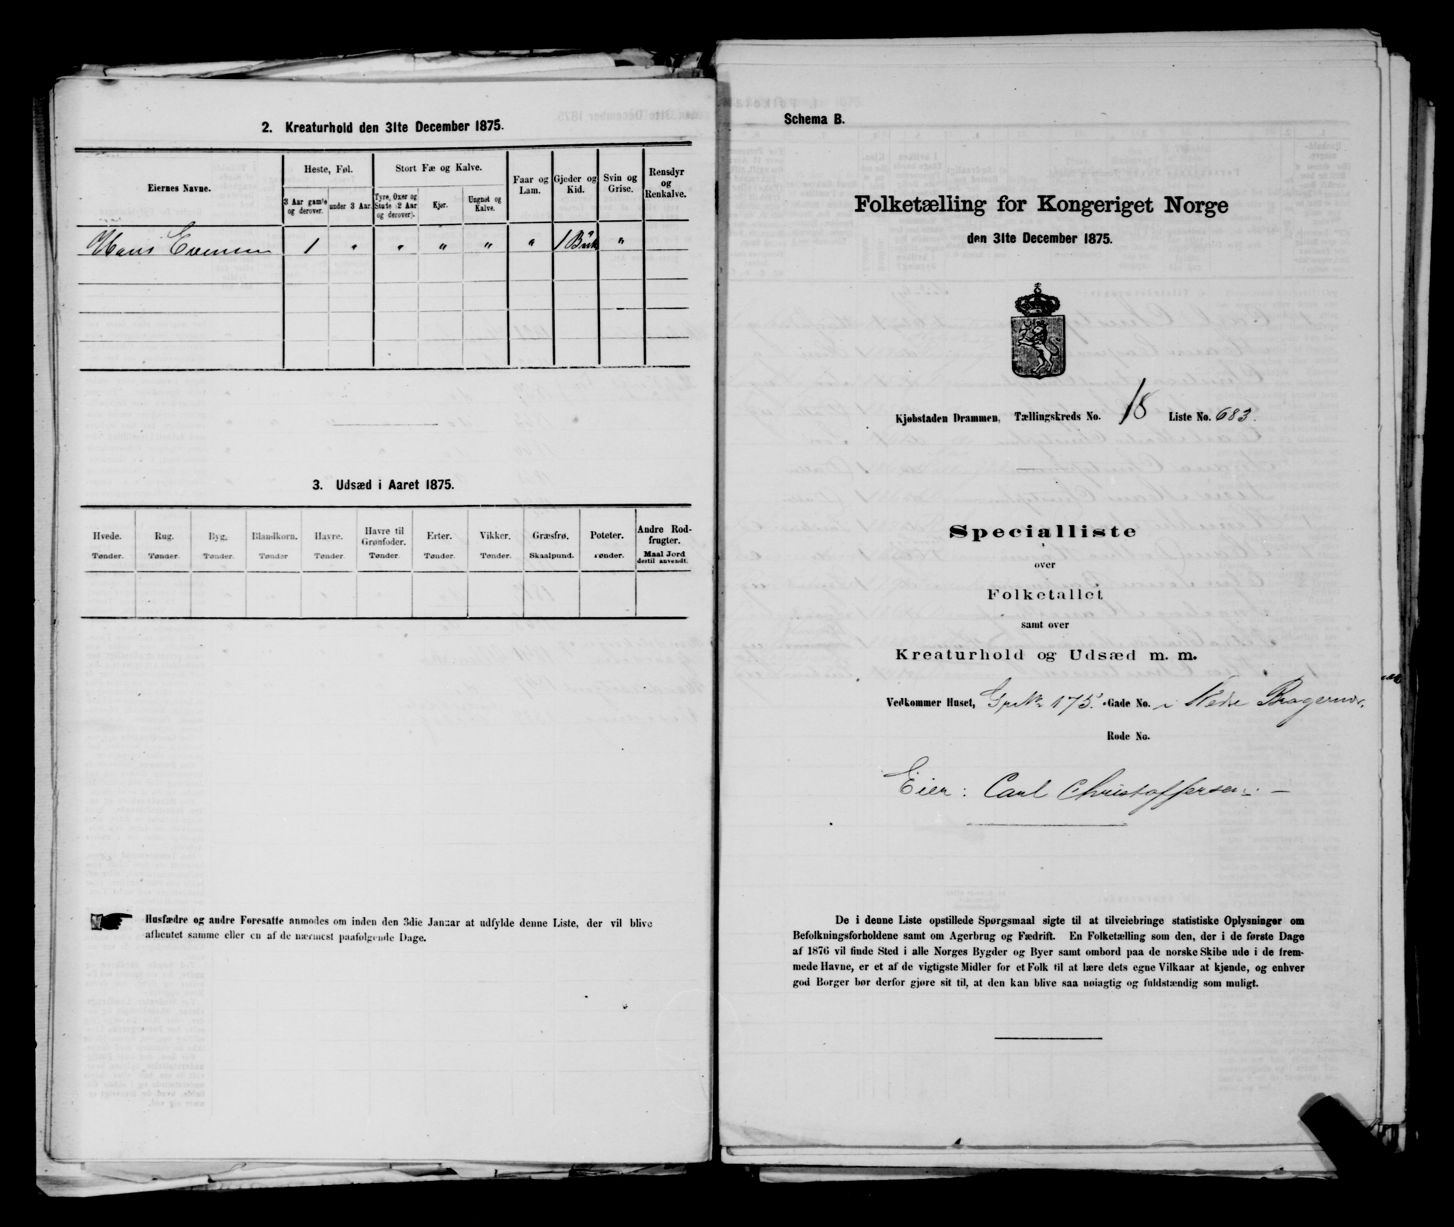 2. Kreaturhold den 31te December 1875.
Eiernes Navne.
Heste, Føl.
Stort Fæ og Kalve.
Faar og Lam.
Gjeder og Kid.
Svin og Grise.
Rensdyr og Renkalve.
3 Aar gamle og derover.
under 3 Aar.
Tyre, Oxer og Stude (2 Aar og derover).
Kjør.
Ungnøt og Kalve.
Hans Evensen 1 " " " " " 1 Buk "
3. Udsæd i Aaret 1875.
Hvede. Rug. Byg. Blandkorn. Havre. Havre til Grønfoder. Erter. Vikker. Græsfrø. Poteter. Andre Rodfrugter.
Tønder. Tønder. Tønder. Tønder Tønder. Tønder. Tønder. Tønder. Skaalpund. Tønder. Maal Jord dertil anvendt.
Husfædre og andre Foresatte anmodes om inden den 3die Januar at udfylde denne Liste, der vil blive
afhentet samme eller en af de nærmest paafølgende Dage.
Schema B.
Folketælling for Kongeriget Norge
den 31te December 1875.
Kjøbstaden Drammen, Tællingskreds No. 18 Liste No. 683.
Specialliste
over
Folketallet
samt over
Kreaturhold og Udsæd m. m.
Vedkommer Huset, 175. Gade No. i Nedre Bragernæs
Rode No.
Eier: Carl Christoffersen. —
De i denne Liste opstillede Spørgsmaal sigte til at tilveiebringe statistiske Oplysninger om
Befolkningsforholdene samt om Agerbrug og Fædrift. En Folketælling som den, der i de første Dage
af 1876 vil finde Sted i alle Norges Bygder og Byer samt ombord paa de norske Skibe ude i de frem-
mede Havne, er et af de vigtigste Midler for et Folk til at lære dets egne Vilkaar at kjende, og enhver
god Borger bør derfor gjøre sit til, at den kan blive saa nøiagtig og fuldstændig som muligt.